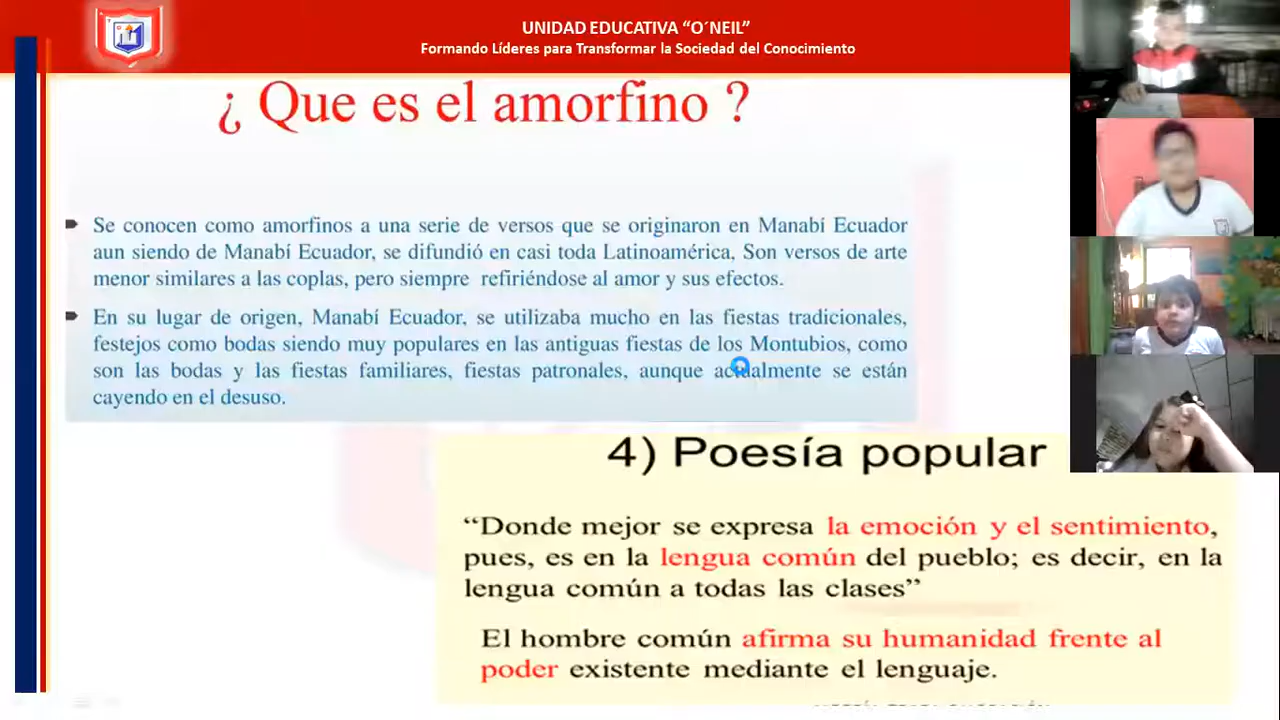 UNIDAD EDUCATIVA “O´NEIL”
Formando Líderes para Transformar la Sociedad del Conocimiento
¿ Que es el amorfino ?
Se conocen como amorfinos a una serie de versos que se originaron en Manabí Ecuador
aun siendo de Manabí Ecuador, se difundió en casi toda Latinoamérica, Son versos de arte
menor similares a las coplas, pero siempre refiriéndose al amor y sus efectos.
En su lugar de origen, Manabí Ecuador, se utilizaba mucho en las fiestas tradicionales,
festejos como bodas siendo muy populares en las antiguas fiestas de los Montubios, como
son las bodas y las fiestas familiares, fiestas patronales, aunque actualmente se están
cayendo en el desuso.
4) Poesía popular
“Donde mejor se expresa la emoción y el sentimiento,
pues, es en la lengua común del pueblo; es decir, en la
lengua común a todas las clases”
El hombre común afirma su humanidad frente al
poder existente mediante el lenguaje.